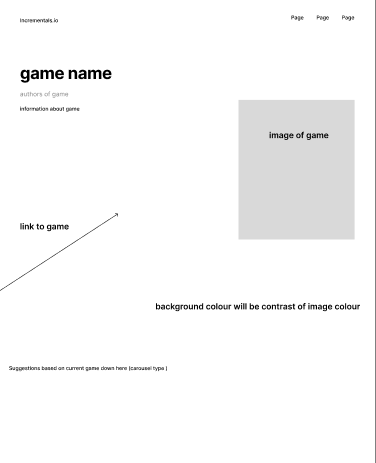 Incrementals.io
Page Page Page
game name
authors of game
information about game
image of game
link to game
background colour will be contrast of image colour
Suggestions based on current game down here (carousel type )